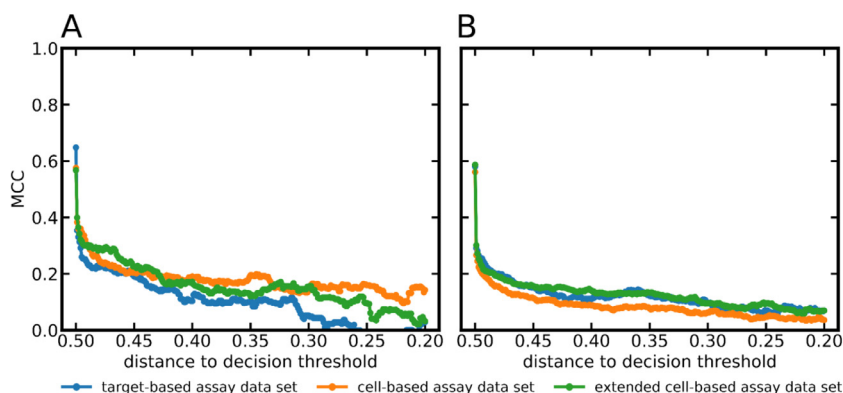 A
B
1.0
0.8
0.6
0.4
0.2
0.0
MCC
0.50 0.45 0.40 0.35 0.30 0.25 0.20
0.50 0.45 0.40 0.35 0.30 0.25 0.20
distance to decision threshold
distance to decision threshold
target-based assay data set
cell-based assay data set
extended cell-based assay data set